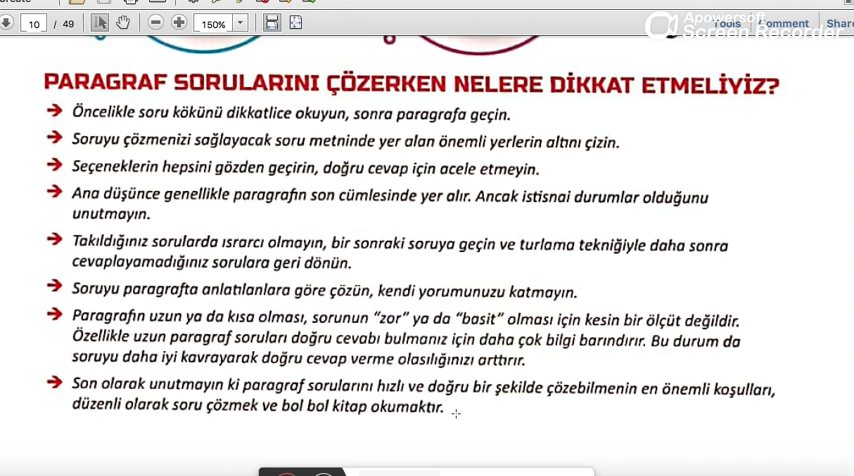 10 / 49
150%
Tools
Comment
Share
Apowersoft
Screen Recorder
PARAGRAF SORULARINI ÇÖZERKEN NELERE DİKKAT ETMELİYİZ?
Öncelikle soru kökünü dikkatlice okuyun, sonra paragrafa geçin.
Soruyu çözmenizi sağlayacak soru metninde yer alan önemli yerlerin altını çizin.
Seçeneklerin hepsini gözden geçirin, doğru cevap için acele etmeyin.
Ana düşünce genellikle paragrafın son cümlesinde yer alır. Ancak istisnai durumlar olduğunu
unutmayın.
Takıldığınız sorularda ısrarcı olmayın, bir sonraki soruya geçin ve turlama tekniğiyle daha sonra
cevaplayamadığınız sorulara geri dönün.
Soruyu paragrafta anlatılanlara göre çözün, kendi yorumunuzu katmayın.
Paragrafın uzun ya da kısa olması, sorunun "zor" ya da "basit" olması için kesin bir ölçüt değildir.
Özellikle uzun paragraf soruları doğru cevabı bulmanız için daha çok bilgi barındırır. Bu durum da
soruyu daha iyi kavrayarak doğru cevap verme olasılığınızı arttırır.
Son olarak unutmayın ki paragraf sorularını hızlı ve doğru bir şekilde çözebilmenin en önemli koşulları,
düzenli olarak soru çözmek ve bol bol kitap okumaktır.